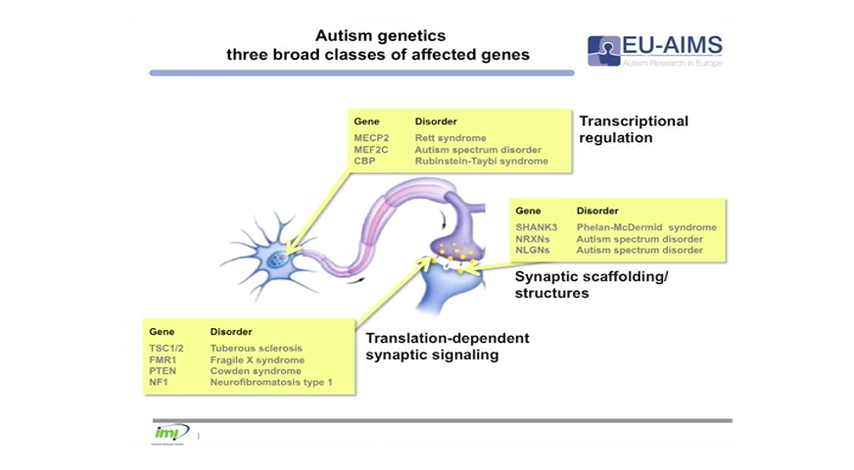 Autism genetics
three broad classes of affected genes
EU-AIMS
Autism Research in Europe
Gene Disorder
MECP2 Rett syndrome
MEF2C Autism spectrum disorder
CBP Rubinstein-Taybi syndrome
Transcriptional
regulation
Gene Disorder
SHANK3 Phelan-McDermid syndrome
NRXNs Autism spectrum disorder
NLGNs Autism spectrum disorder
Synaptic scaffolding/
structures
Gene Disorder
TSC1/2 Tuberous sclerosis
FMR1 Fragile X syndrome
PTEN Cowden syndrome
NF1 Neurofibromatosis type 1
Translation-dependent
synaptic signaling
imi
)